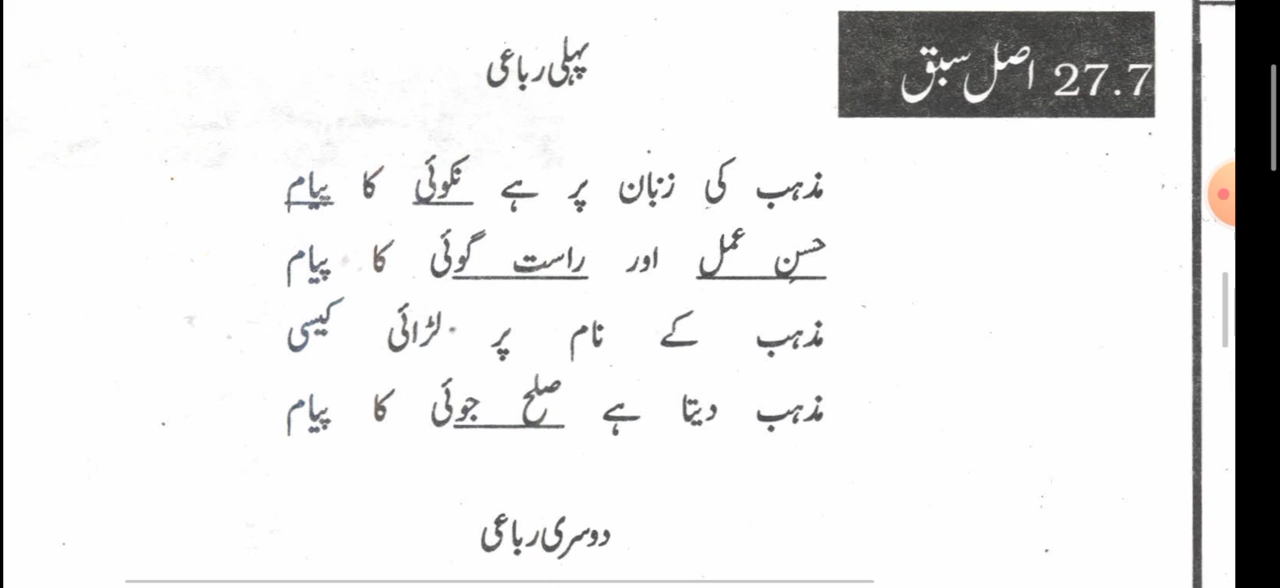 27.7 اصل سبق
پہلی رباعی
مذہب کی زبان پر ہے نکوئی کا پیام
حسنِ عمل اور راست گوئی کا پیام
مذہب کے نام پر لڑائی کیسی
مذہب دیتا ہے صلح جوئی کا پیام
دوسری رباعی